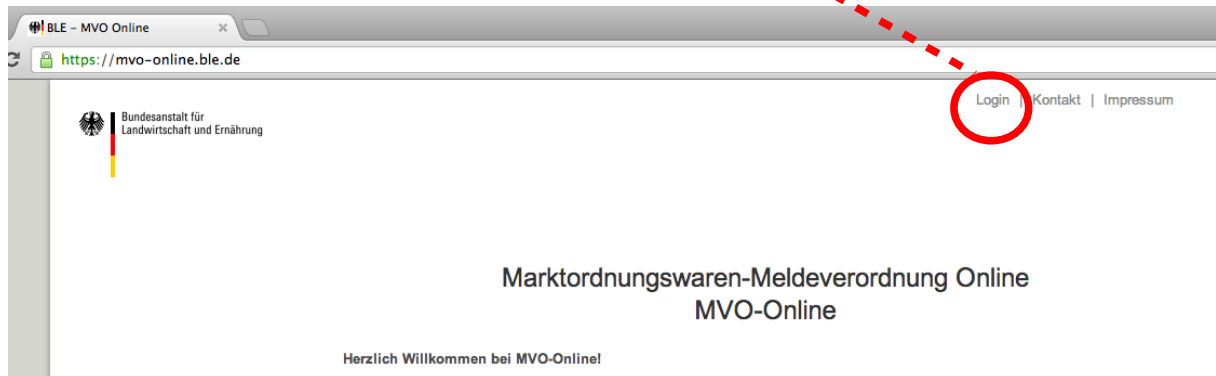 BLE – MVO Online
https://mvo-online.ble.de
Login | Kontakt | Impressum
Bundesanstalt für
Landwirtschaft und Ernährung
Marktordnungswaren-Meldeverordnung Online
MVO-Online
Herzlich Willkommen bei MVO-Online!